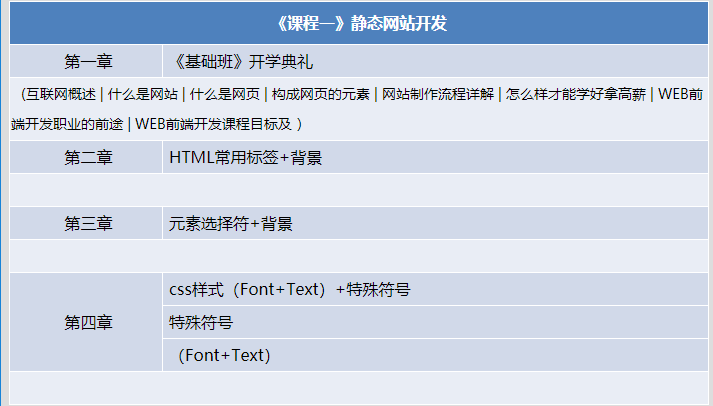 《课程一》静态网站开发
第一章 《基础班》开学典礼
（互联网概述 | 什么是网站 | 什么是网页 | 构成网页的元素 | 网站制作流程详解 | 怎么样才能学好拿高薪 | WEB前
端开发职业的前途 | WEB前端开发课程目标及 ）
第二章 HTML常用标签+背景
第三章 元素选择符+背景
css样式（Font+Text）+特殊符号
第四章 特殊符号
（Font+Text）